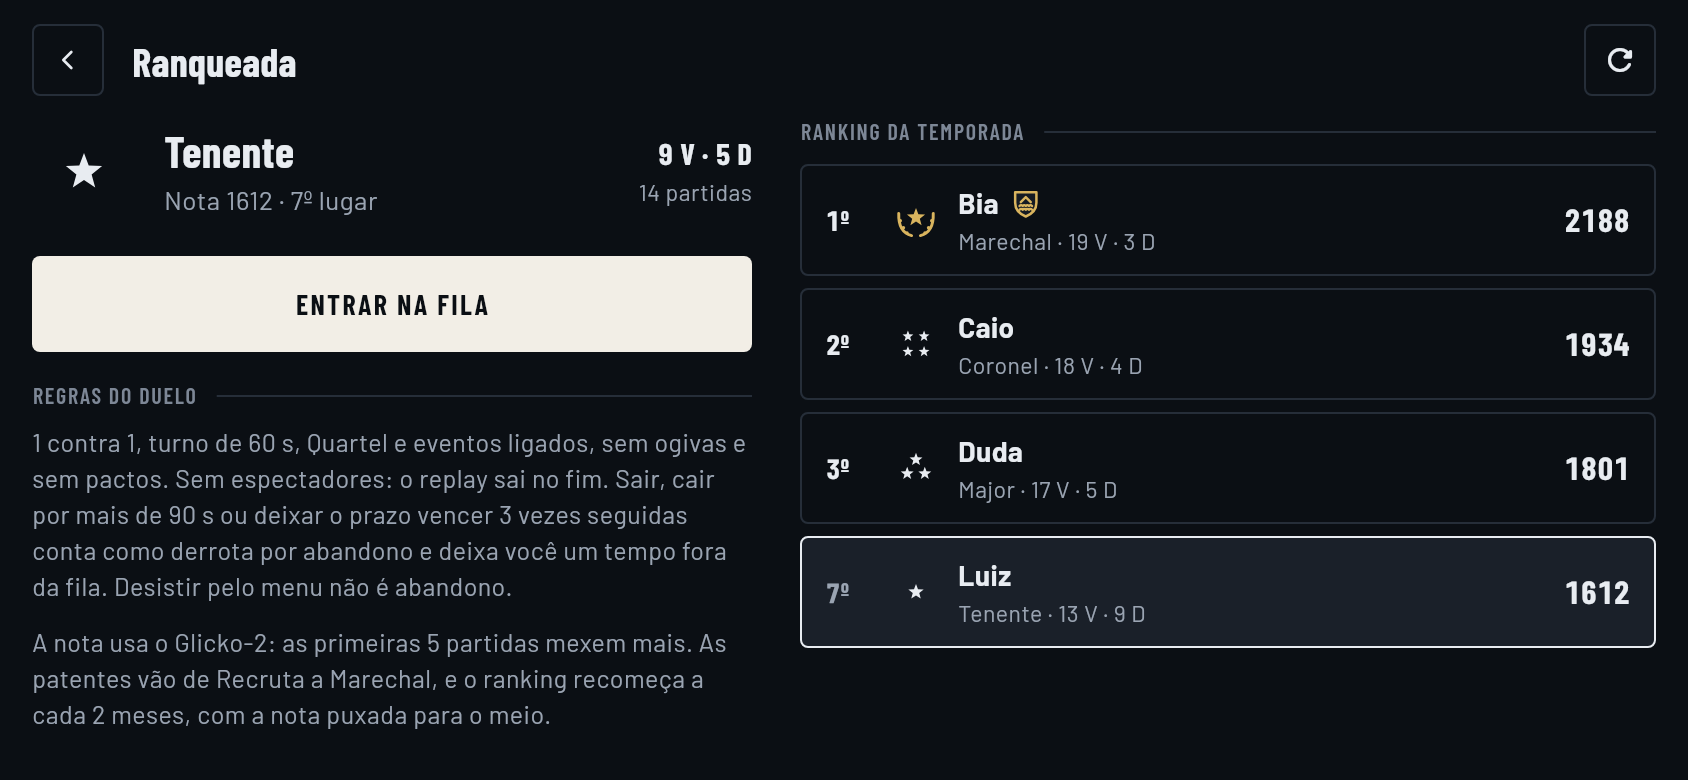 Ranqueada
Tenente
Nota 1612 · 7º lugar
9 V · 5 D
14 partidas
ENTRAR NA FILA
REGRAS DO DUELO
1 contra 1, turno de 60 s, Quartel e eventos ligados, sem ogivas e
sem pactos. Sem espectadores: o replay sai no fim. Sair, cair
por mais de 90 s ou deixar o prazo vencer 3 vezes seguidas
conta como derrota por abandono e deixa você um tempo fora
da fila. Desistir pelo menu não é abandono.
A nota usa o Glicko-2: as primeiras 5 partidas mexem mais. As
patentes vão de Recruta a Marechal, e o ranking recomeça a
cada 2 meses, com a nota puxada para o meio.
RANKING DA TEMPORADA
1º
Bia
Marechal · 19 V · 3 D
2188
2º
Caio
Coronel · 18 V · 4 D
1934
3º
Duda
Major · 17 V · 5 D
1801
7º
Luiz
Tenente · 13 V · 9 D
1612